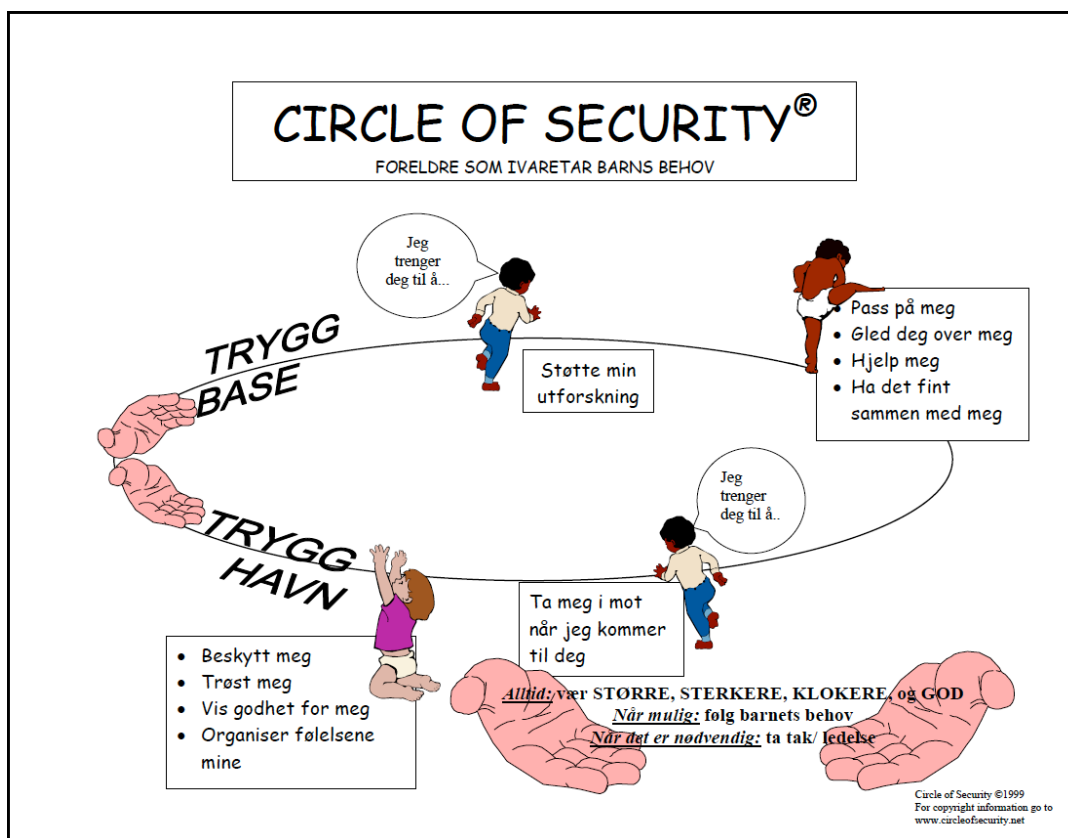 CIRCLE OF SECURITY®
FORELDRE SOM IVARETAR BARNS BEHOV
Jeg
trenger
deg til å...
TRYGG
BASE
Støtte min
utforskning
• Pass på meg
• Gled deg over meg
• Hjelp meg
• Ha det fint
sammen med meg
Jeg
trenger
deg til å..
TRYGG
HAVN
Ta meg i mot
når jeg kommer
til deg
• Beskytt meg
• Trøst meg
• Vis godhet for meg
• Organiser følelsene
mine
Alltid: vær STØRRE, STERKERE, KLOKERE, og GOD
Når mulig: følg barnets behov
Når det er nødvendig: ta tak/ ledelse
Circle of Security ©1999
For copyright information go to
www.circleofsecurity.net